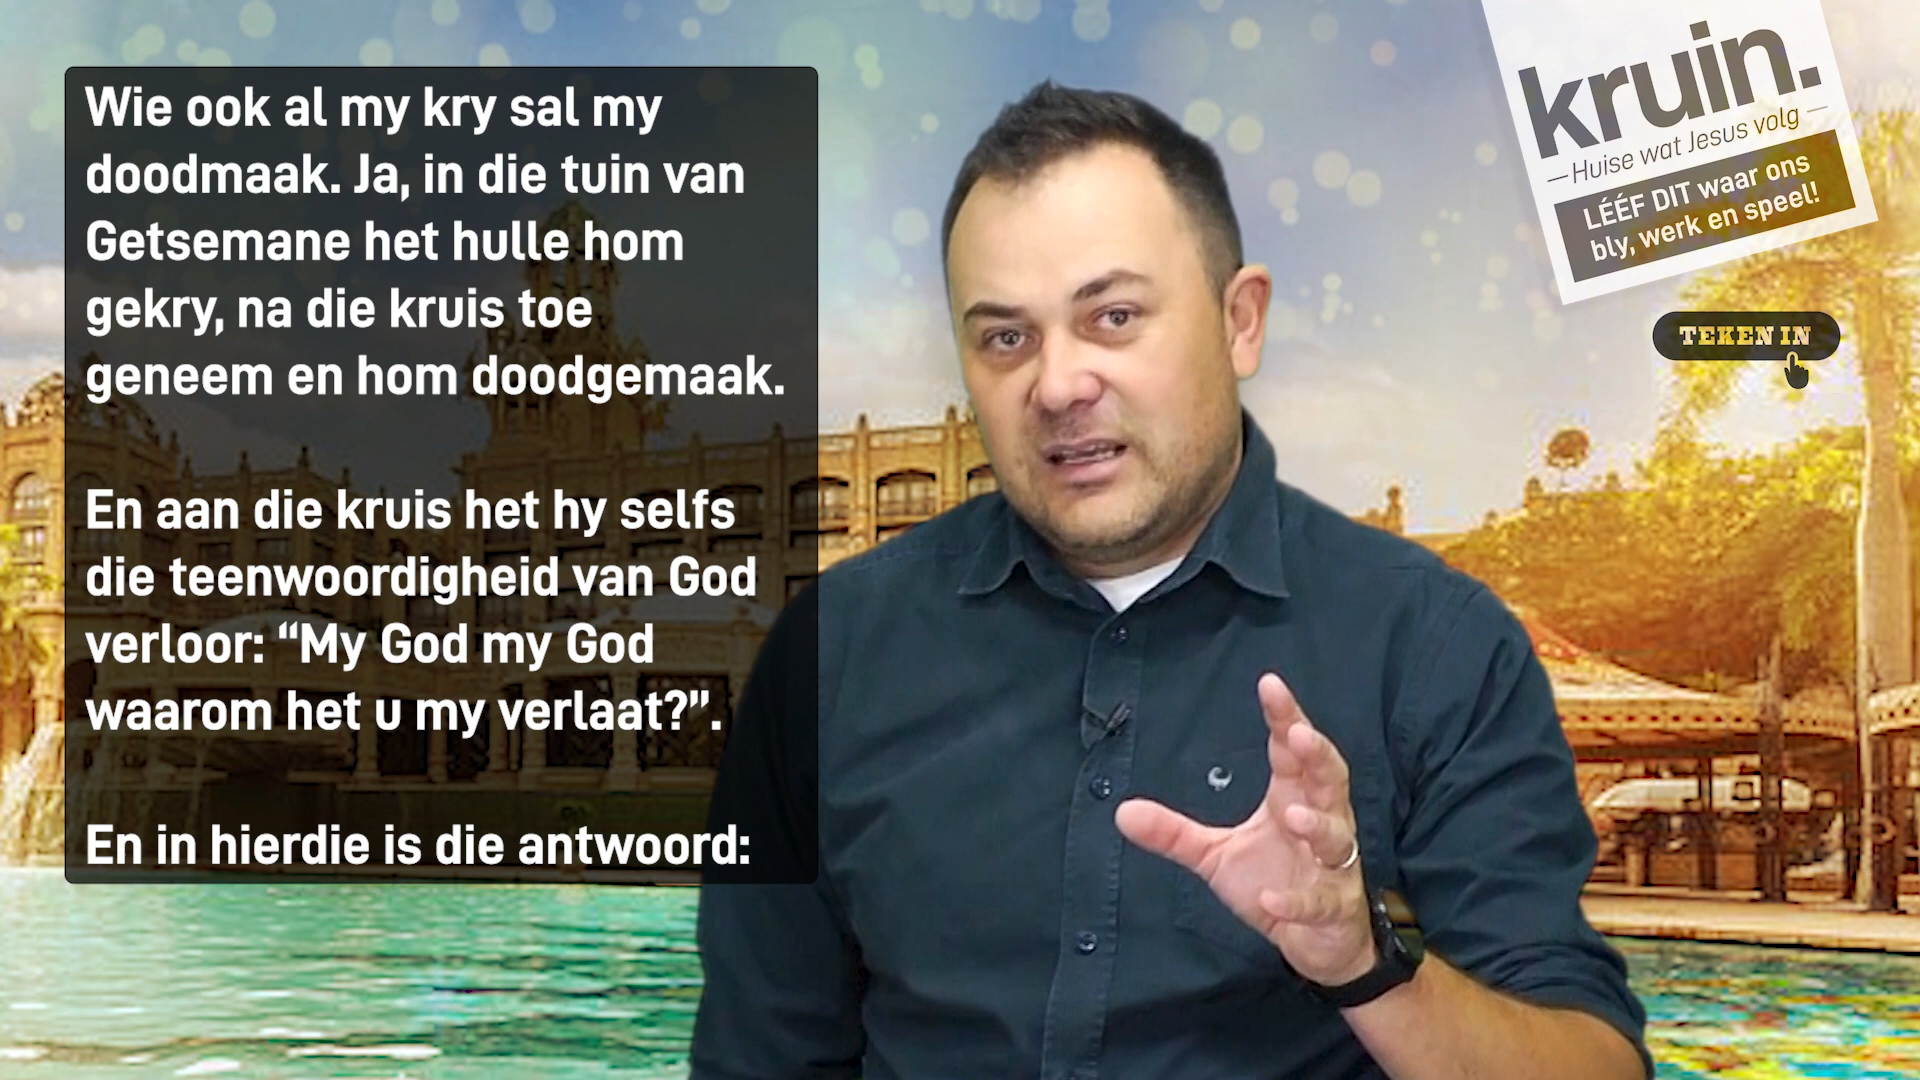 Wie ook al my kry sal my
doodmaak. Ja, in die tuin van
Getsemane het hulle hom
gekry, na die kruis toe
geneem en hom doodgemaak.
En aan die kruis het hy selfs
die teenwoordigheid van God
verloor: “My God my God
waarom het u my verlaat?”.
En in hierdie is die antwoord:
kruin.
—Huise wat Jesus volg—
LÉÉF DIT waar ons
bly, werk en speel!
TEKEN IN